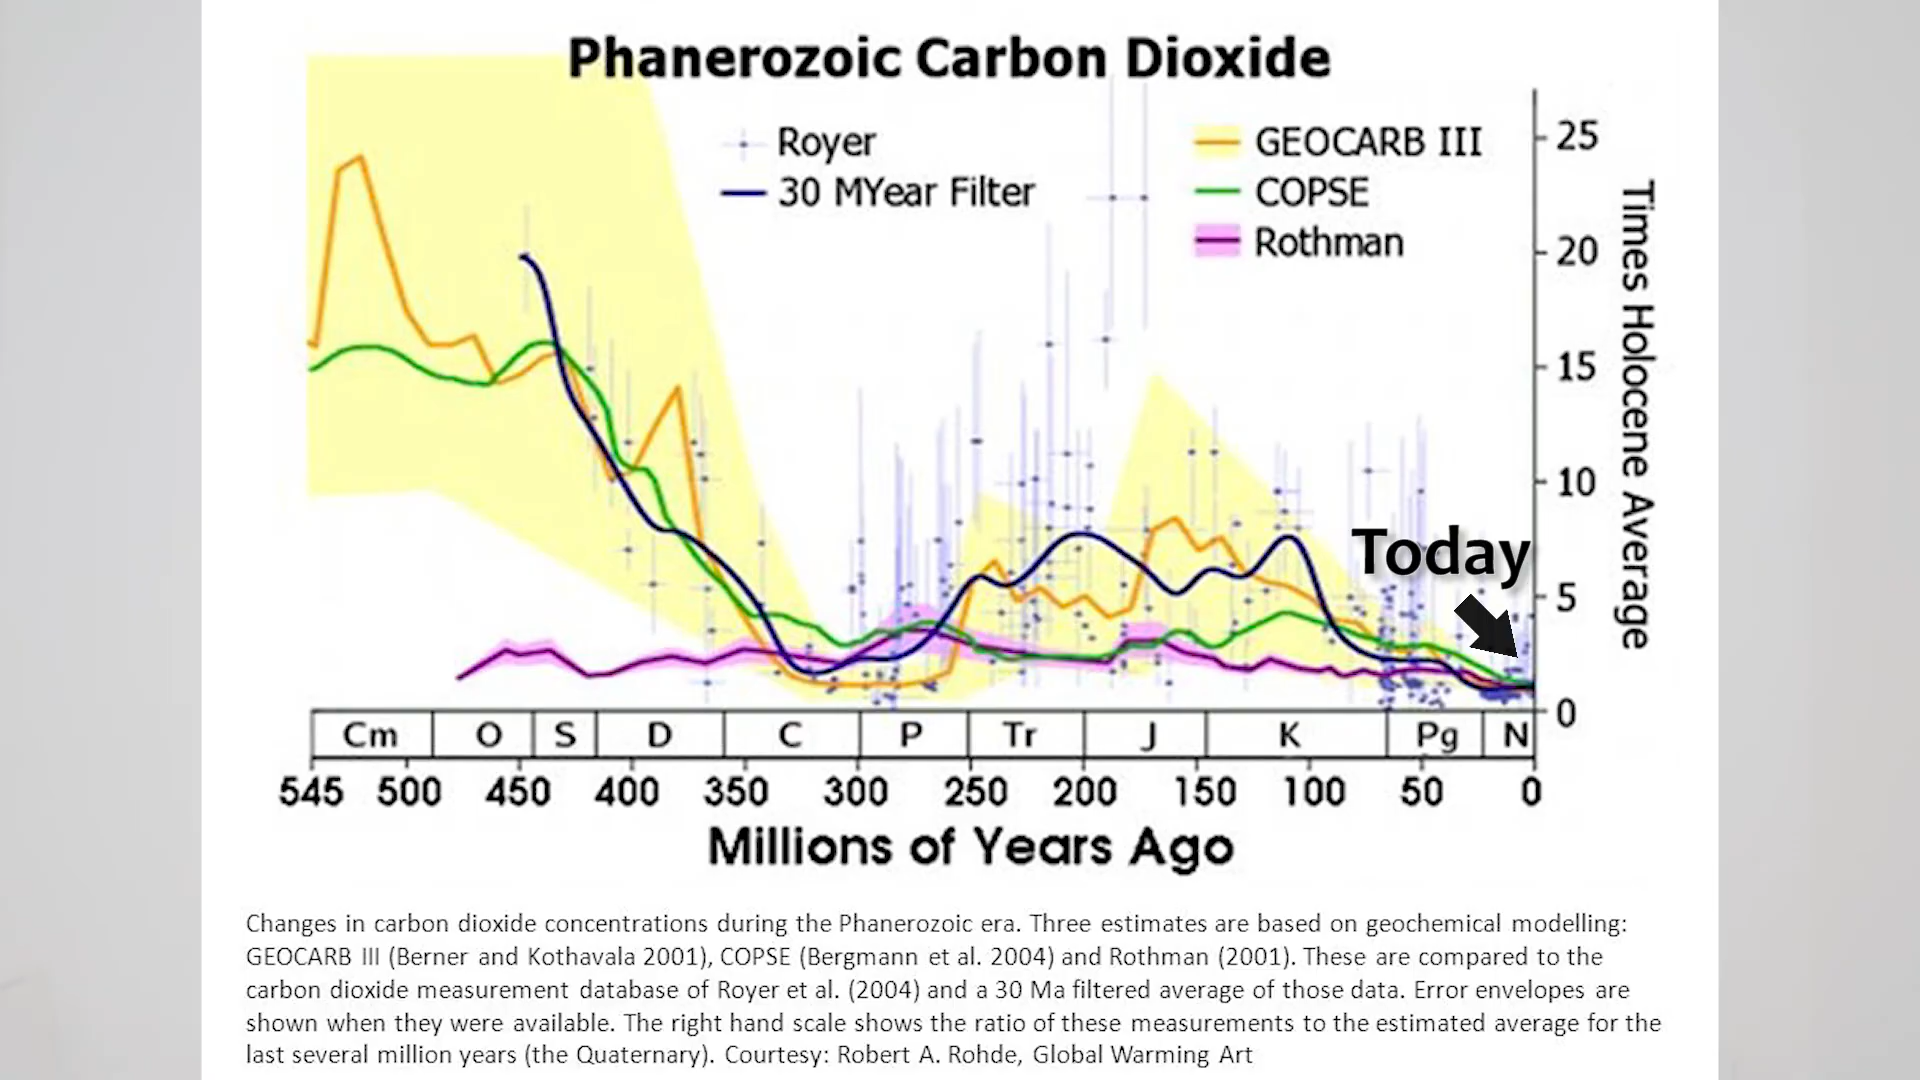 Phanerozoic Carbon Dioxide
Royer
30 MYear Filter
GEOCARB III
COPSE
Rothman
25
20
15
10
5
0
Times Holocene Average
Today
Cm O S D C P Tr J K Pg N
545 500 450 400 350 300 250 200 150 100 50 0
Millions of Years Ago
Changes in carbon dioxide concentrations during the Phanerozoic era. Three estimates are based on geochemical modelling:
GEOCARB III (Berner and Kothavala 2001), COPSE (Bergmann et al. 2004) and Rothman (2001). These are compared to the
carbon dioxide measurement database of Royer et al. (2004) and a 30 Ma filtered average of those data. Error envelopes are
shown when they were available. The right hand scale shows the ratio of these measurements to the estimated average for the
last several million years (the Quaternary). Courtesy: Robert A. Rohde, Global Warming Art